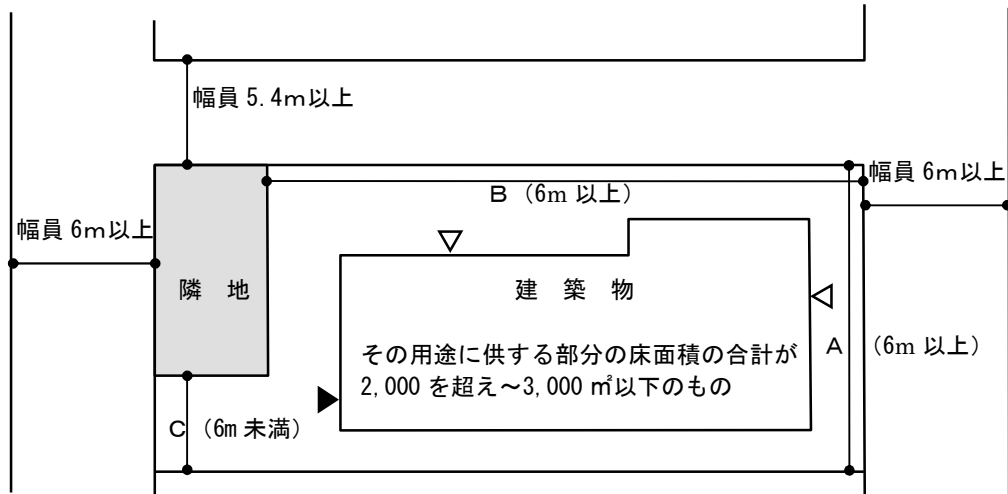 幅員 5.4ｍ以上
幅員 6ｍ以上
B （6m 以上）
幅員 6ｍ以上
隣　地
建　築　物
その用途に供する部分の床面積の合計が
2,000 を超え～3,000 ㎡以下のもの
A （6m 以上）
C （6m 未満）